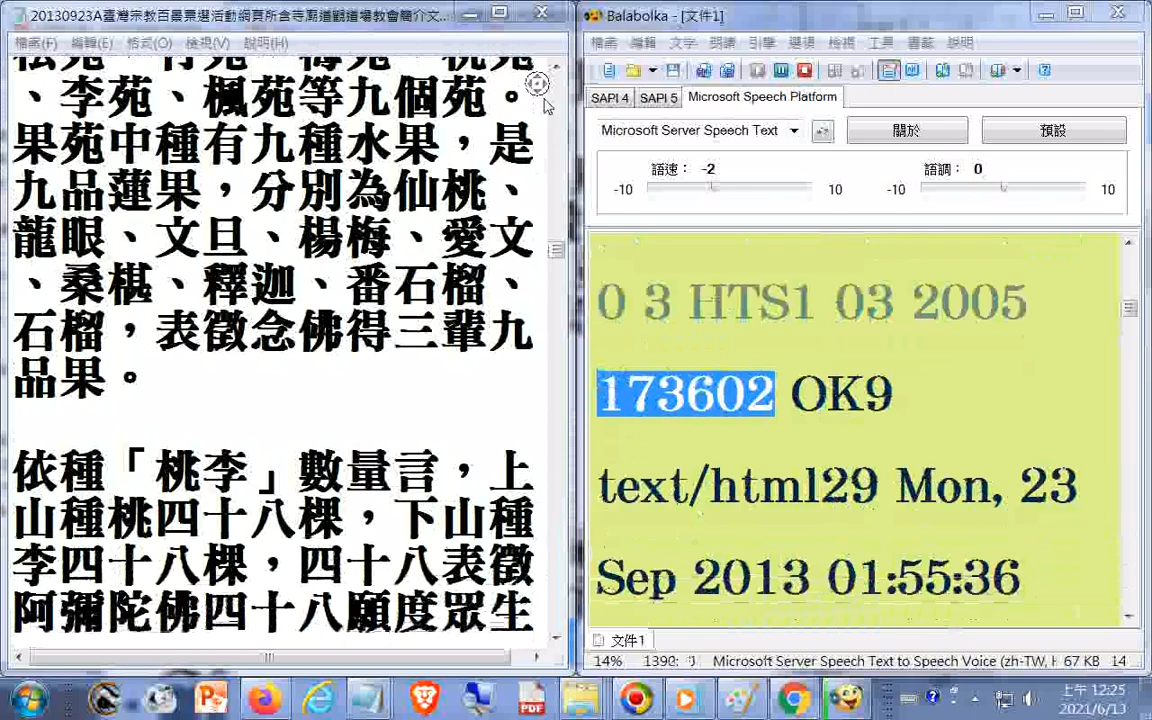 20130923A臺灣宗教百景票選活動網頁所含寺廟道觀道場教會簡介文...
檔案(F) 編輯(E) 格式(O) 檢視(V) 說明(H)
、李苑、楓苑等九個苑。
果苑中種有九種水果，是
九品蓮果，分別為仙桃、
龍眼、文旦、楊梅、愛文
、桑椹、釋迦、番石榴、
石榴，表徵念佛得三輩九
品果。
依種「桃李」數量言，上
山種桃四十八棵，下山種
李四十八棵，四十八表徵
阿彌陀佛四十八願度眾生
Balabolka - [文件1]
檔案 編輯 文字 朗讀 引擎 選項 檢視 工具 書籤 說明
SAPI 4 SAPI 5 Microsoft Speech Platform
Microsoft Server Speech Text 關於 預設
語速： -2 語調： 0
-10 10 -10 10
0 3 HTS1 03 2005
173602 OK9
text/html29 Mon, 23
Sep 2013 01:55:36
文件1
14% 1390: Microsoft Server Speech Text to Speech Voice (zh-TW, H 67 KB 14
PDF
上午 12:25
2021/6/13